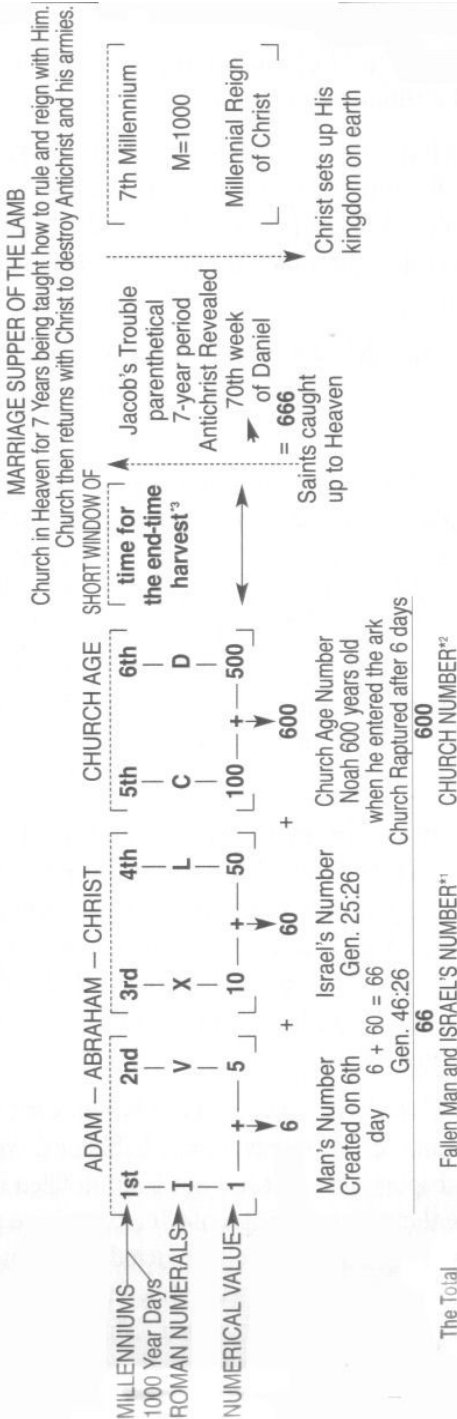 MARRIAGE SUPPER OF THE LAMB
Church in Heaven for 7 Years being taught how to rule and reign with Him.
Church then returns with Christ to destroy Antichrist and his armies.
ADAM — ABRAHAM — CHRIST
CHURCH AGE
SHORT WINDOW OF
time for
the end-time
harvest*3
Jacob's Trouble
parenthetical
7-year period
Antichrist Revealed
70th week
of Daniel
7th Millennium
M=1000
Millennial Reign
of Christ
MILLENNIUMS 1st 2nd 3rd 4th 5th 6th
1000 Year Days
ROMAN NUMERALS I V X L C D
NUMERICAL VALUE 1 + 5 10 + 50 100 + 500
6 + 60 + 600 = 666
Saints caught
up to Heaven
Christ sets up His
kingdom on earth
Man's Number
Created on 6th
day
Israel's Number
Gen. 25:26
6 + 60 = 66
Gen. 46:26
Church Age Number
Noah 600 years old
when he entered the ark
Church Raptured after 6 days
66 600
The Total Fallen Man and ISRAEL'S NUMBER*1 CHURCH NUMBER*2